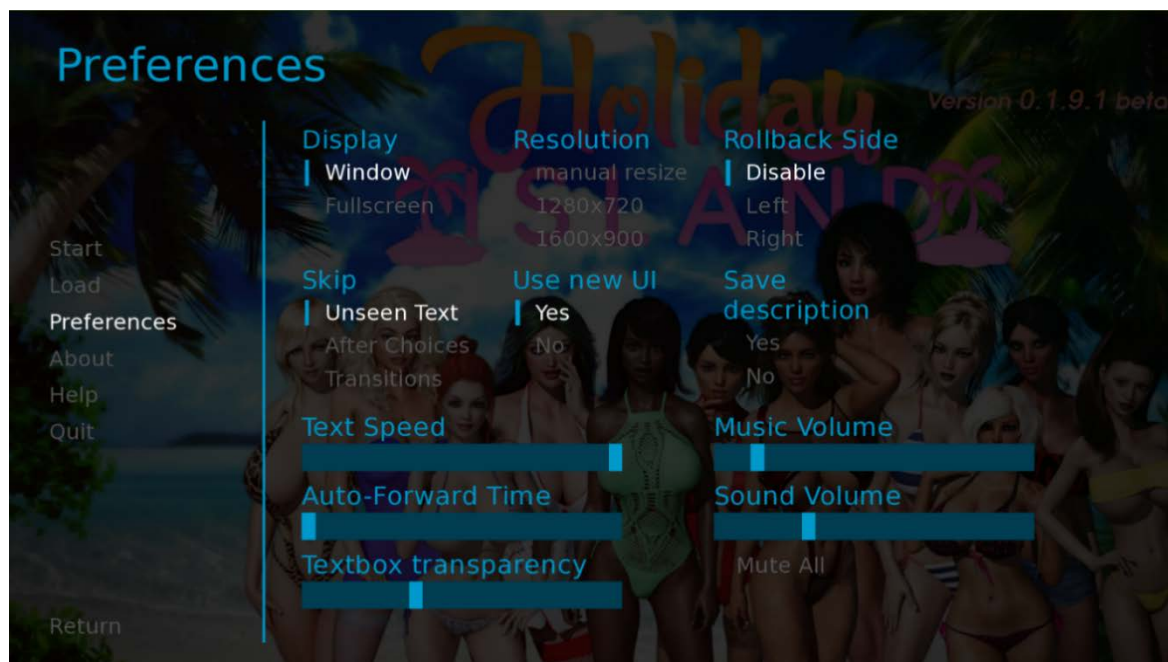 Preferences
Holiday
ISLAND
Version 0.1.9.1 beta
Display
Window
Fullscreen
Resolution
manual resize
1280x720
1600x900
Rollback Side
Disable
Left
Right
Start
Load
Preferences
About
Help
Quit
Return
Skip
Unseen Text
After Choices
Transitions
Use new UI
Yes
No
Save
description
Yes
No
Text Speed
Music Volume
Auto-Forward Time
Sound Volume
Textbox transparency
Mute All